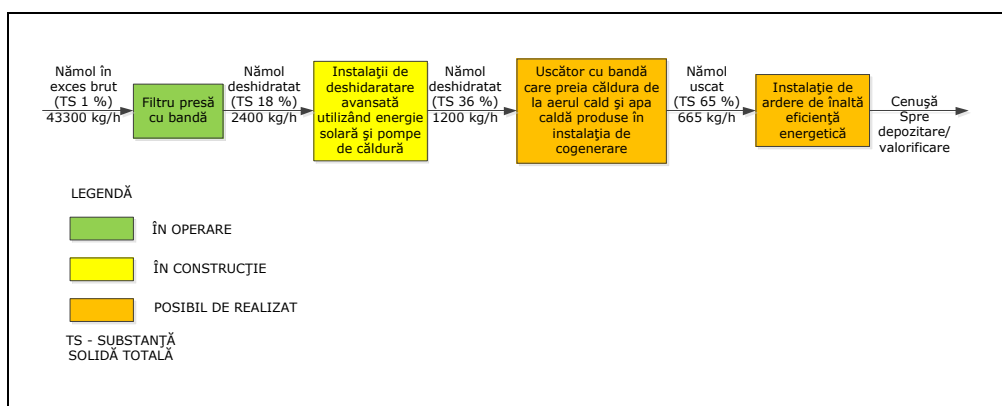 Nămol în
exces brut
(TS 1 %)
43300 kg/h
Filtru presă
cu bandă
Nămol
deshidratat
(TS 18 %)
2400 kg/h
Instalaţii de
deshidaratare
avansată
utilizând energie
solară şi pompe
de căldură
Nămol
deshidratat
(TS 36 %)
1200 kg/h
Uscător cu bandă
care preia căldura de
la aerul cald şi apa
caldă produse în
instalaţia de
cogenerare
Nămol
uscat
(TS 65 %)
665 kg/h
Instalaţie de
ardere de înaltă
eficienţă
energetică
Cenuşă
Spre
depozitare/
valorificare
LEGENDĂ
ÎN OPERARE
ÎN CONSTRUCŢIE
POSIBIL DE REALIZAT
TS - SUBSTANŢĂ
SOLIDĂ TOTALĂ